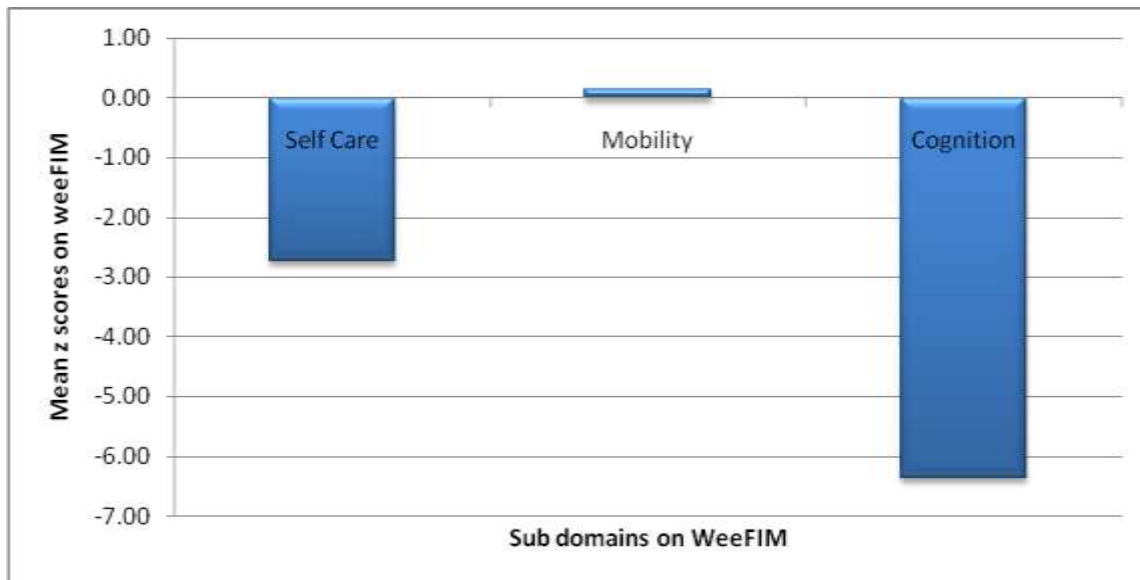 1.00
0.00
-1.00
-2.00
-3.00
-4.00
-5.00
-6.00
-7.00
Mean z scores on weeFIM
Self Care
Mobility
Cognition
Sub domains on WeeFIM